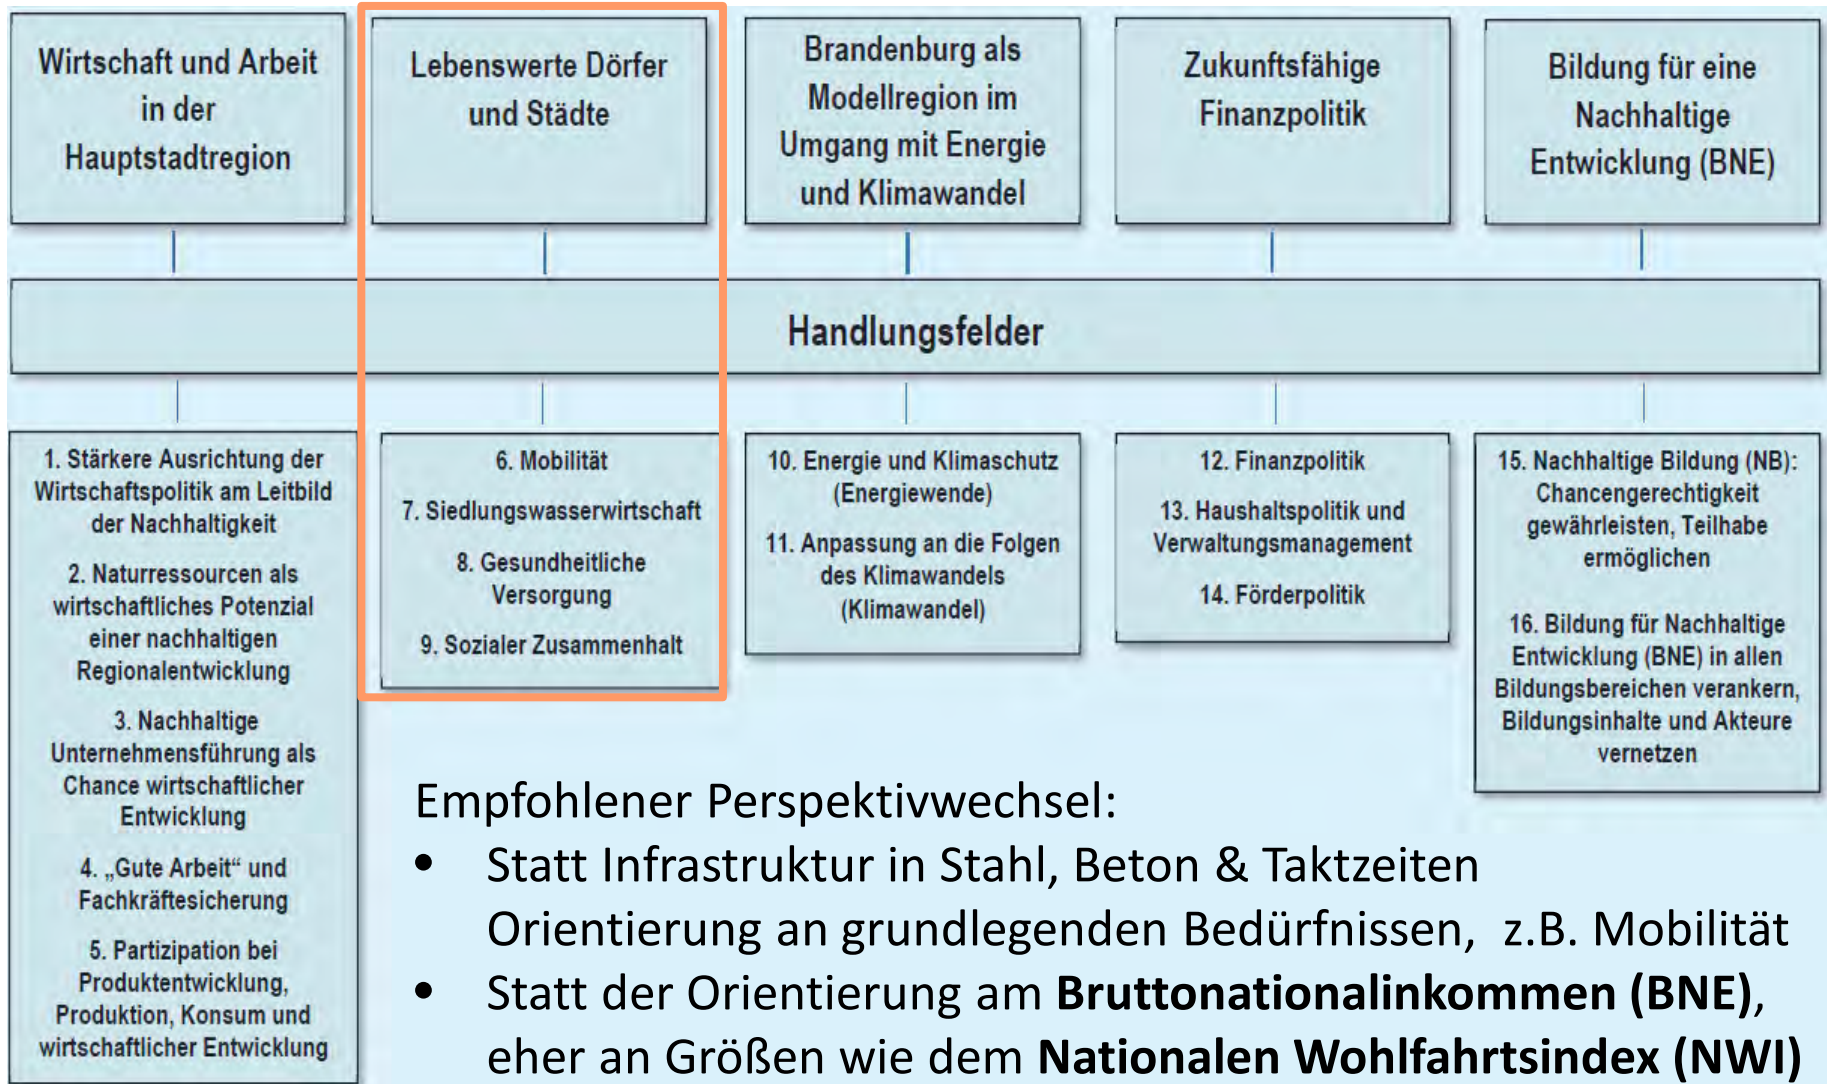 Wirtschaft und Arbeit
in der
Hauptstadtregion
Lebenswerte Dörfer
und Städte
Brandenburg als
Modellregion im
Umgang mit Energie
und Klimawandel
Zukunftsfähige
Finanzpolitik
Bildung für eine
Nachhaltige
Entwicklung (BNE)
Handlungsfelder
1. Stärkere Ausrichtung der
Wirtschaftspolitik am Leitbild
der Nachhaltigkeit
2. Naturressourcen als
wirtschaftliches Potenzial
einer nachhaltigen
Regionalentwicklung
3. Nachhaltige
Unternehmensführung als
Chance wirtschaftlicher
Entwicklung
4. „Gute Arbeit“ und
Fachkräftesicherung
5. Partizipation bei
Produktentwicklung,
Produktion, Konsum und
wirtschaftlicher Entwicklung
6. Mobilität
7. Siedlungswasserwirtschaft
8. Gesundheitliche
Versorgung
9. Sozialer Zusammenhalt
10. Energie und Klimaschutz
(Energiewende)
11. Anpassung an die Folgen
des Klimawandels
(Klimawandel)
12. Finanzpolitik
13. Haushaltspolitik und
Verwaltungsmanagement
14. Förderpolitik
15. Nachhaltige Bildung (NB):
Chancengerechtigkeit
gewährleisten, Teilhabe
ermöglichen
16. Bildung für Nachhaltige
Entwicklung (BNE) in allen
Bildungsbereichen verankern,
Bildungsinhalte und Akteure
vernetzen
Empfohlener Perspektivwechsel:
• Statt Infrastruktur in Stahl, Beton & Taktzeiten
Orientierung an grundlegenden Bedürfnissen, z.B. Mobilität
• Statt der Orientierung am Bruttonationalinkommen (BNE),
eher an Größen wie dem Nationalen Wohlfahrtsindex (NWI)